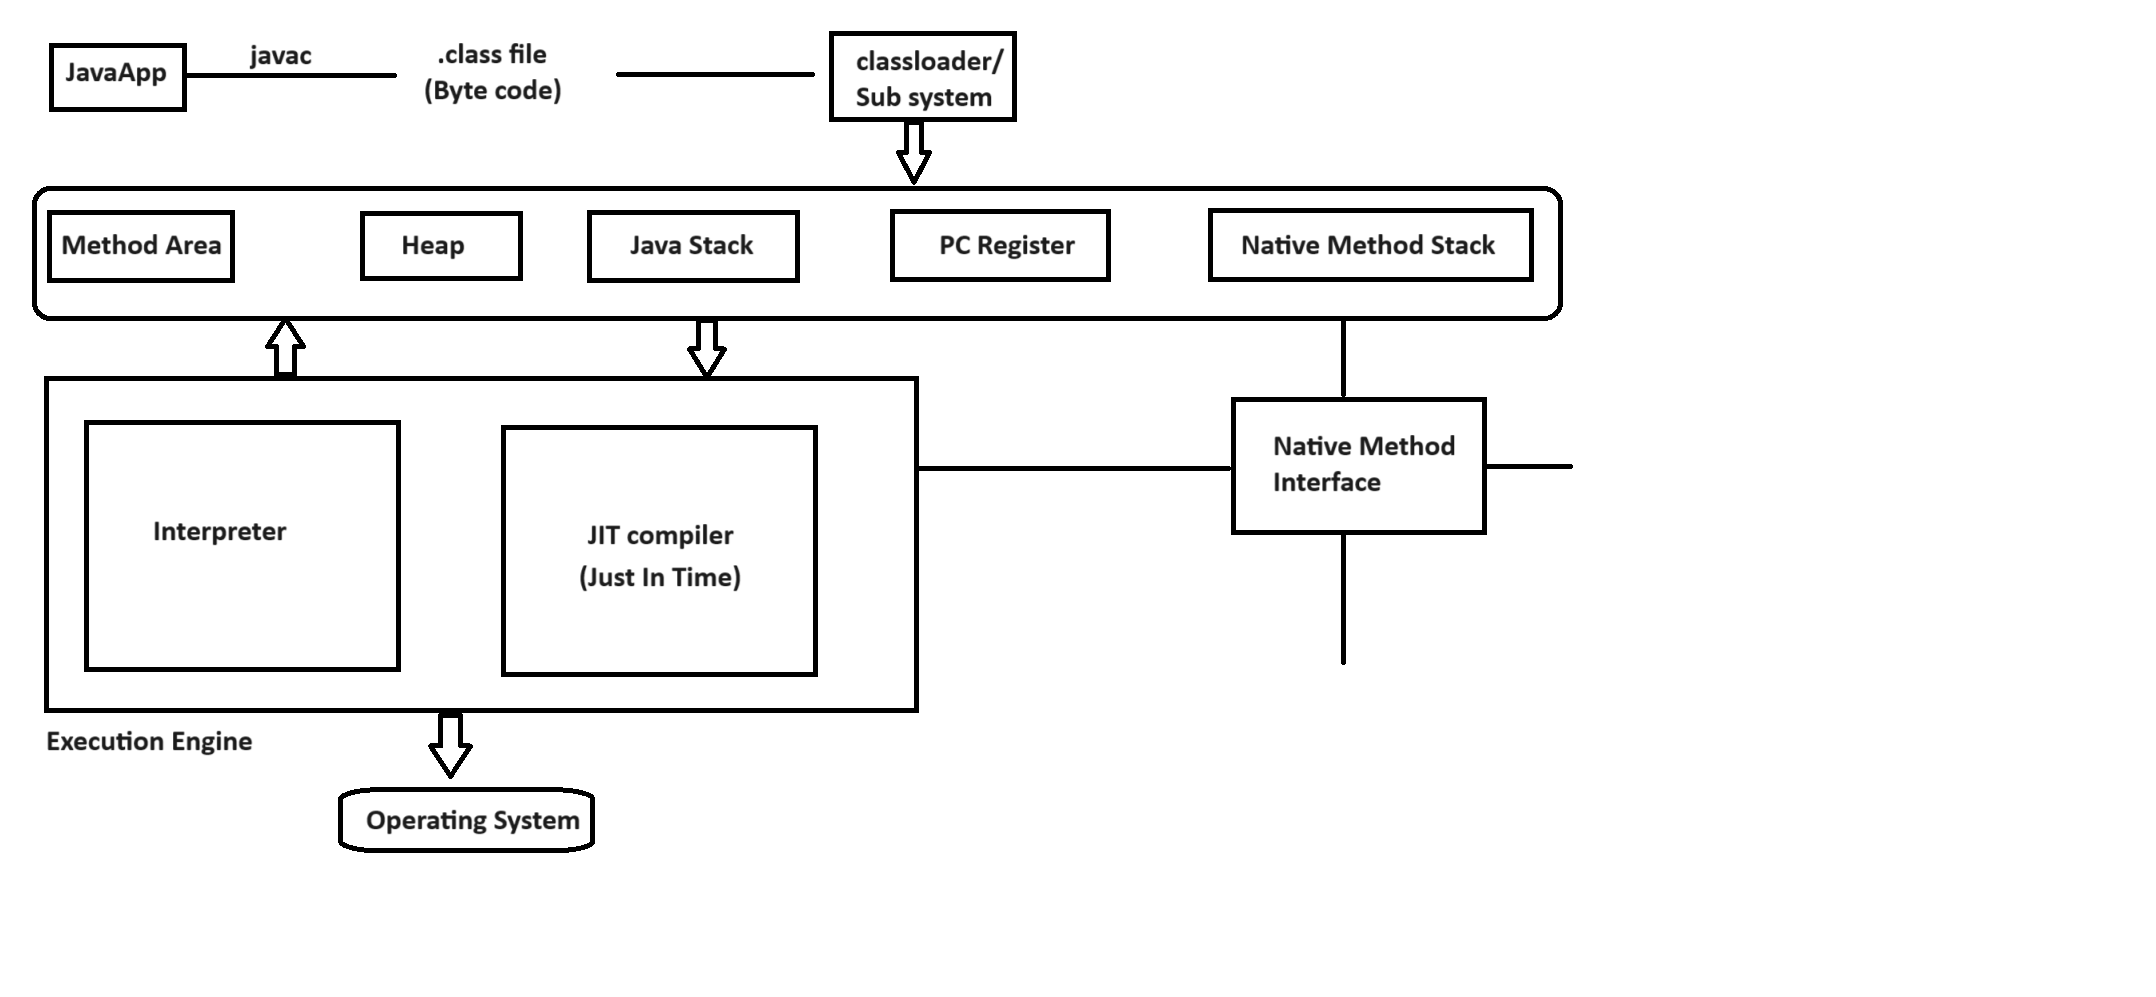 JavaApp
javac
.class file
(Byte code)
classloader/
Sub system
Method Area
Heap
Java Stack
PC Register
Native Method Stack
Native Method
Interface
Interpreter
JIT compiler
(Just In Time)
Execution Engine
Operating System